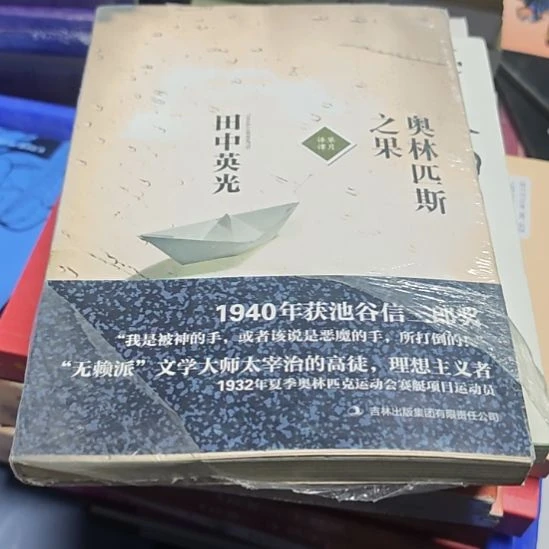 奥林匹斯
之果
田中英光
1940年获池谷信三郎奖
“我是被神的手，或者该说是恶魔的手，所打倒的！”
“无赖派”文学大师太宰治的高徒，理想主义者
1932年夏季奥林匹克运动会赛艇项目运动员
吉林出版集团有限责任公司